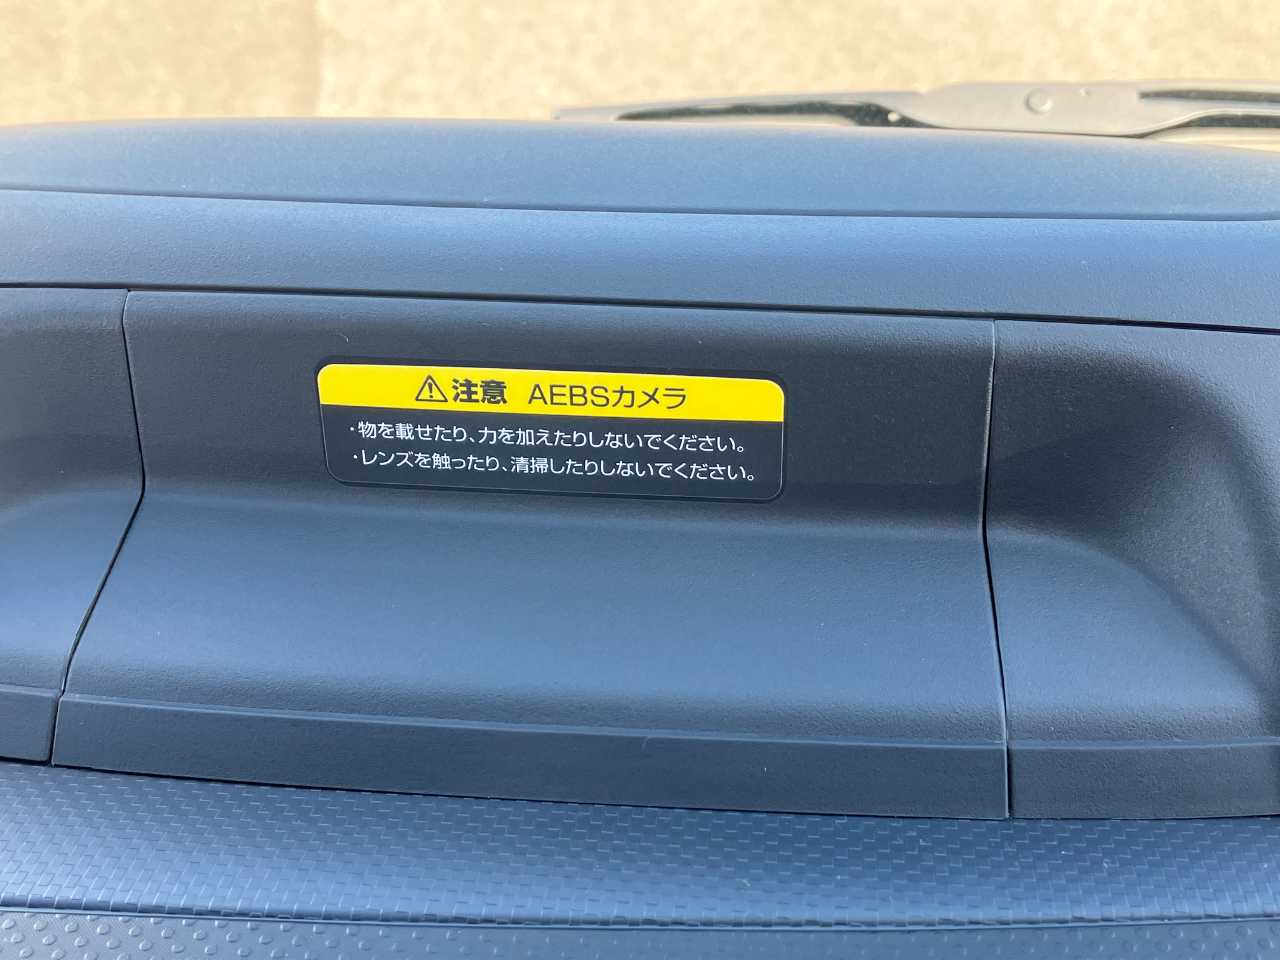 ⚠注意 AEBSカメラ
・物を載せたり、力を加えたりしないでください。
・レンズを触ったり、清掃したりしないでください。